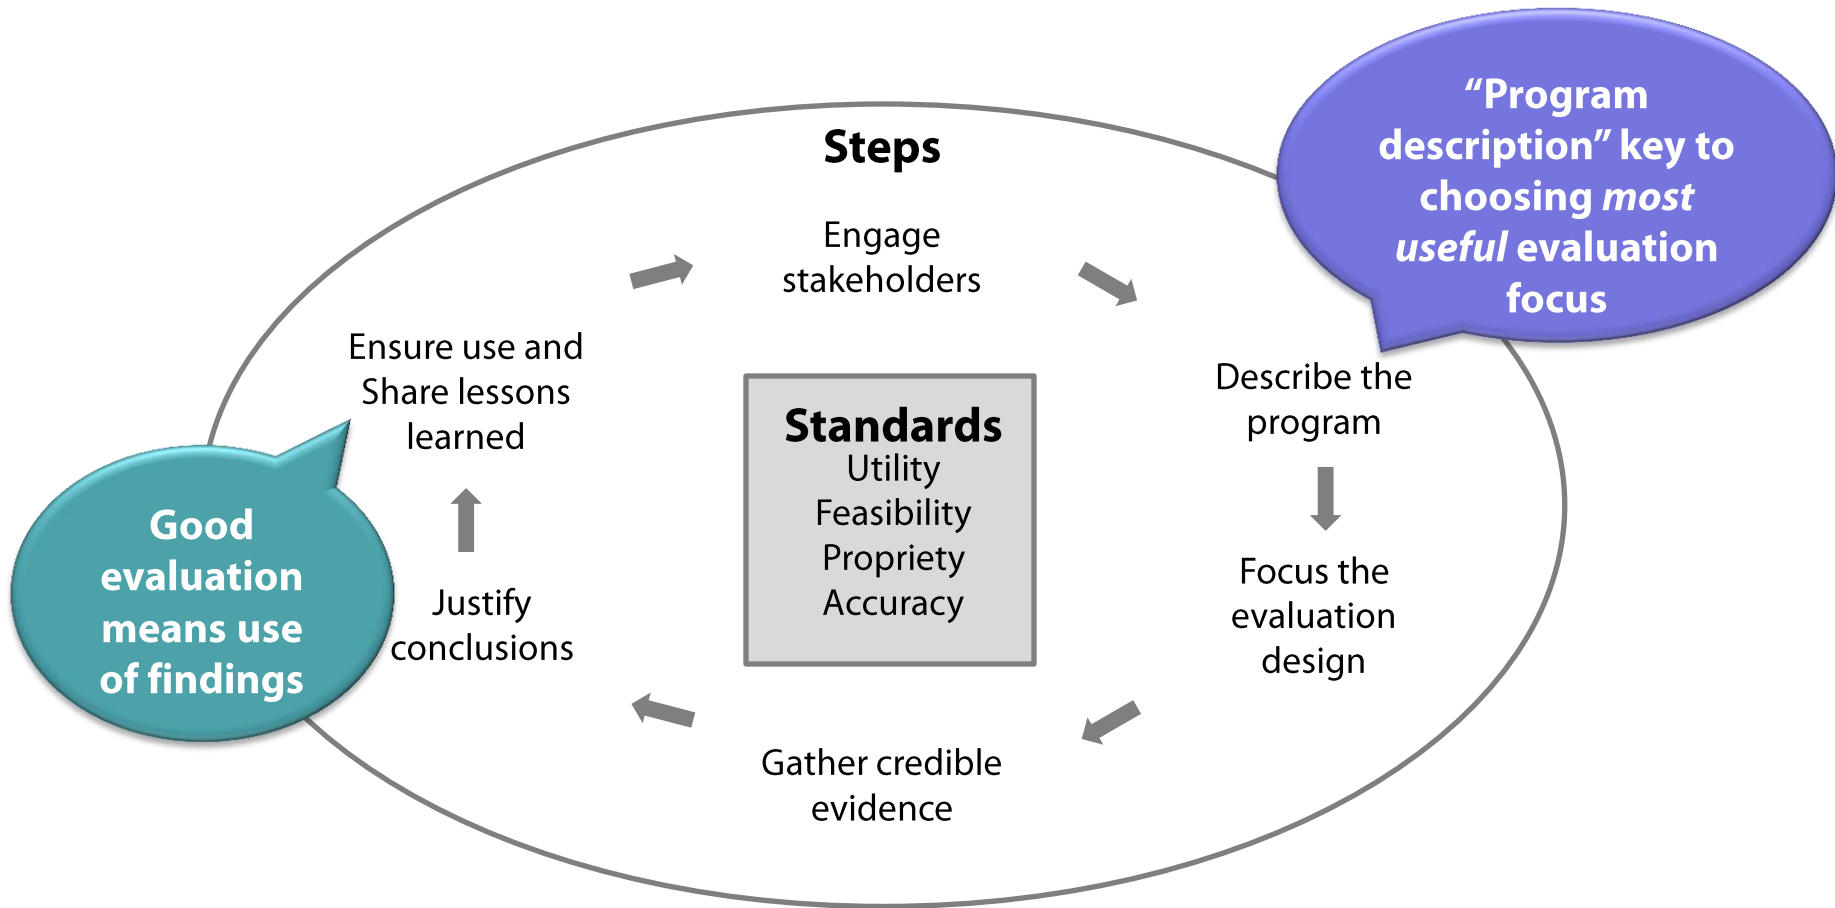 Steps
Engage
stakeholders
“Program
description” key to
choosing most
useful evaluation
focus
Describe the
program
Focus the
evaluation
design
Gather credible
evidence
Justify
conclusions
Ensure use and
Share lessons
learned
Good
evaluation
means use
of findings
Standards
Utility
Feasibility
Propriety
Accuracy